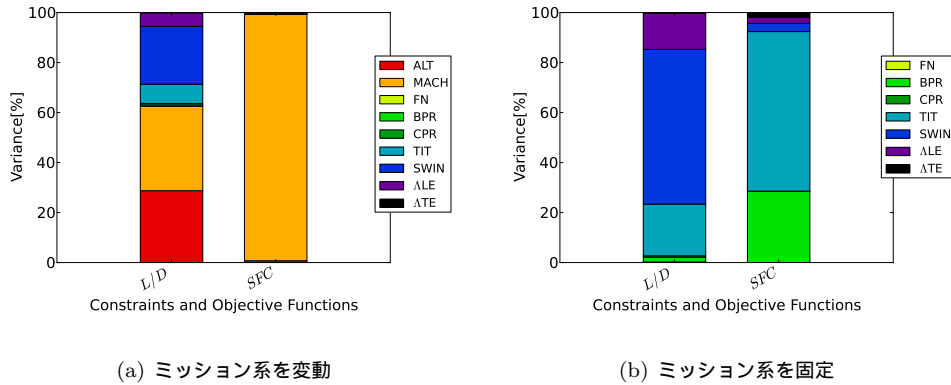 100
80
60
40
20
0
Variance[%]
L/D
SFC
Constraints and Objective Functions
ALT
MACH
FN
BPR
CPR
TIT
SWIN
ΛLE
ΛTE
(a) ミッション系を変動
100
80
60
40
20
0
Variance[%]
L/D
SFC
Constraints and Objective Functions
FN
BPR
CPR
TIT
SWIN
ΛLE
ΛTE
(b) ミッション系を固定